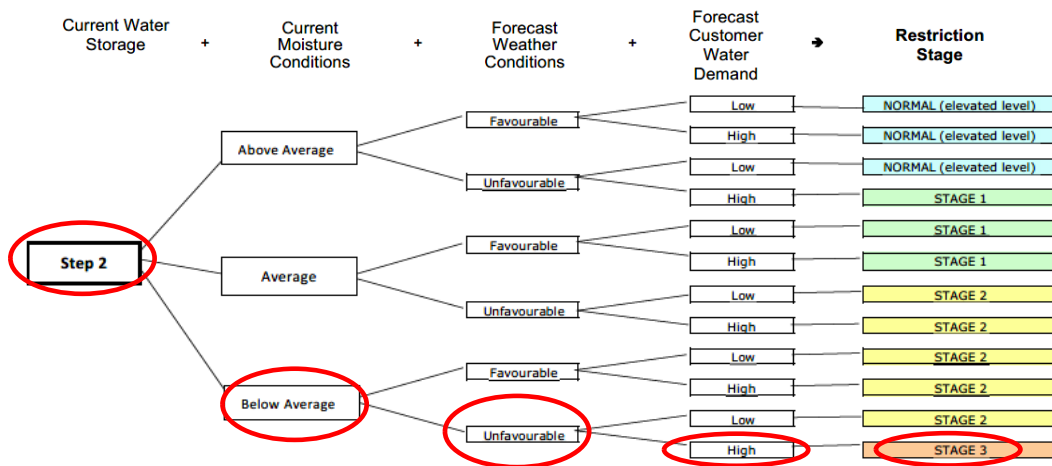 Current Water
Storage
+
Current
Moisture
Conditions
+
Forecast
Weather
Conditions
+
Forecast
Customer
Water
Demand
➔
Restriction
Stage
Step 2
Above Average
Favourable
Low
NORMAL (elevated level)
High
NORMAL (elevated level)
Unfavourable
Low
NORMAL (elevated level)
High
STAGE 1
Average
Favourable
Low
STAGE 1
High
STAGE 1
Unfavourable
Low
STAGE 2
High
STAGE 2
Below Average
Favourable
Low
STAGE 2
High
STAGE 2
Unfavourable
Low
STAGE 2
High
STAGE 3